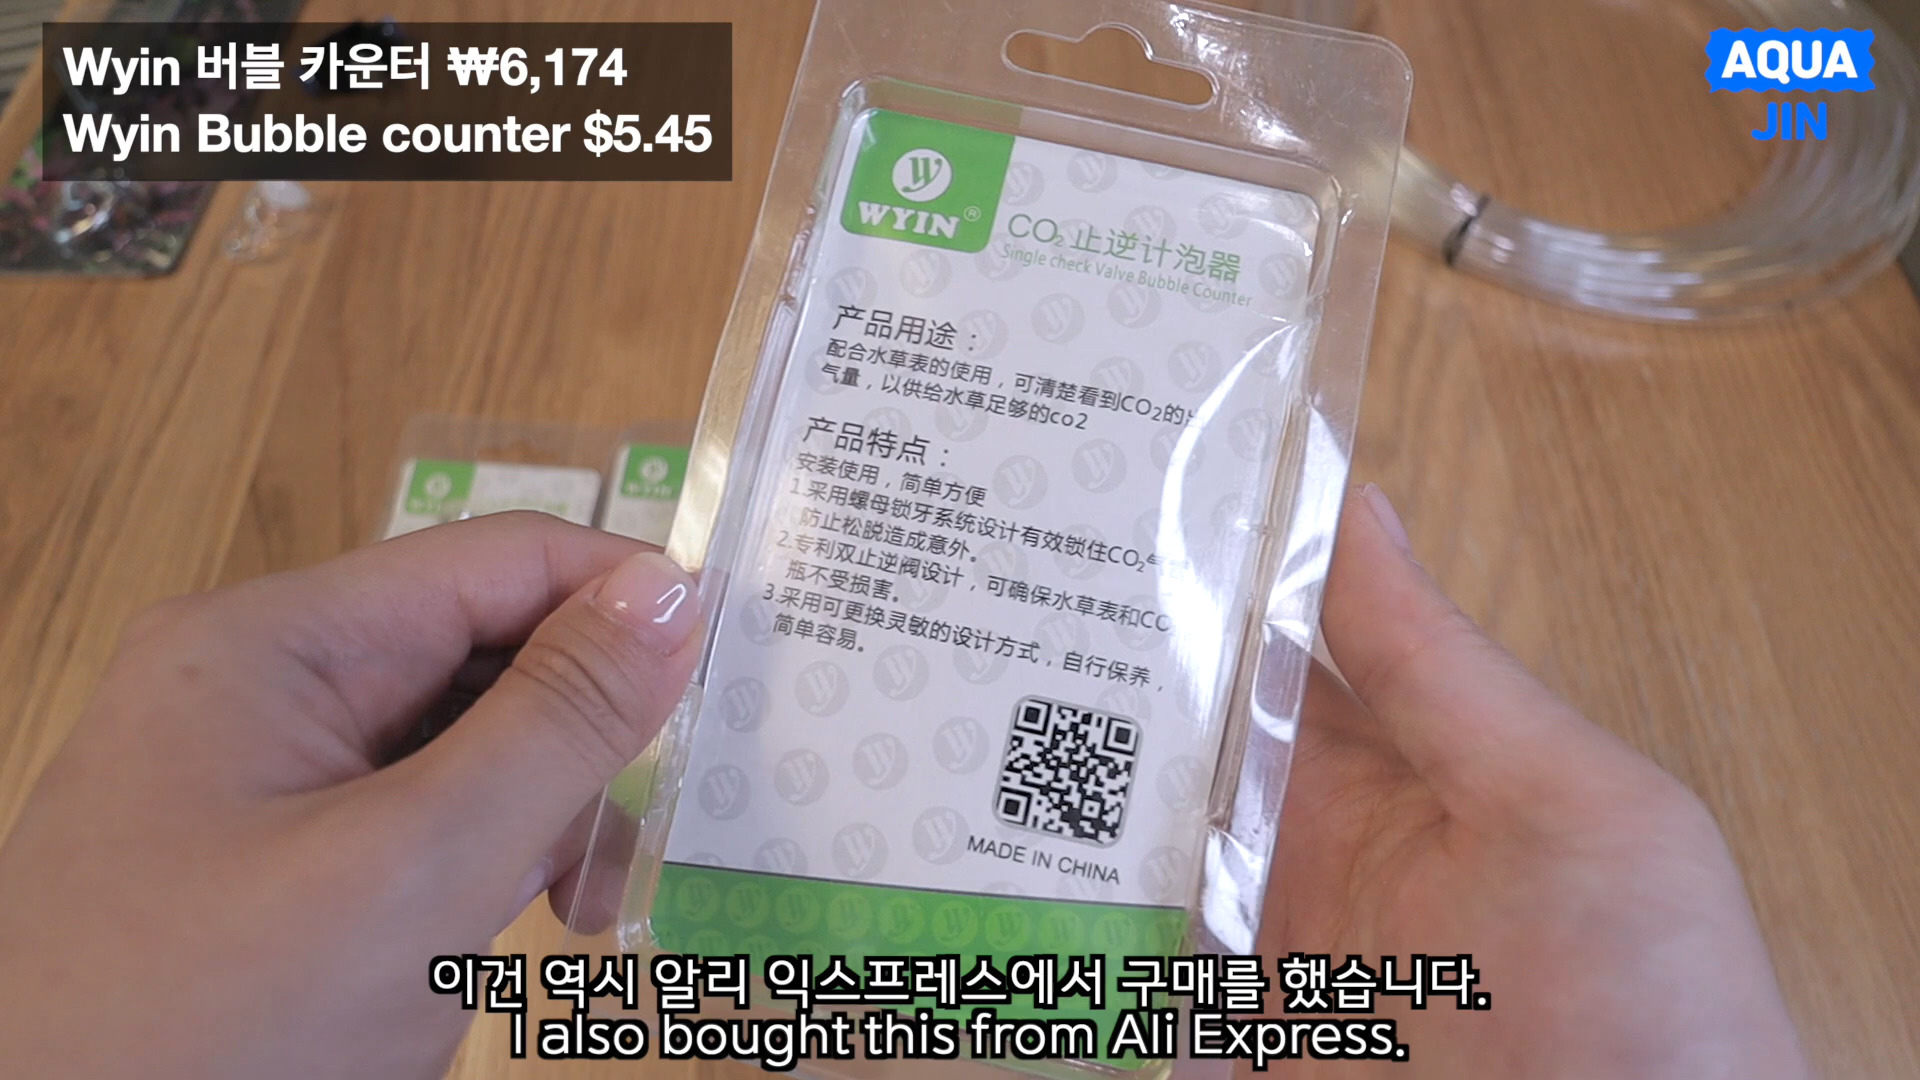 Wyin 버블 카운터 ₩6,174
Wyin Bubble counter $5.45
AQUA
JIN
W
WYIN®
CO₂ 止逆计泡器
Single check Valve Bubble Counter
产品用途：
配合水草表的使用，可清楚看到CO₂的
气量，以供给水草足够的co2
产品特点：
安装使用，简单方便
1.采用螺母锁牙系统设计有效锁住CO₂
防止松脱造成意外。
2.专利双止逆阀设计，可确保水草表和CO
瓶不受损害。
3.采用可更换灵敏的设计方式，自行保养，
简单容易。
MADE IN CHINA
WYIN
이건 역시 알리 익스프레스에서 구매를 했습니다.
I also bought this from Ali Express.